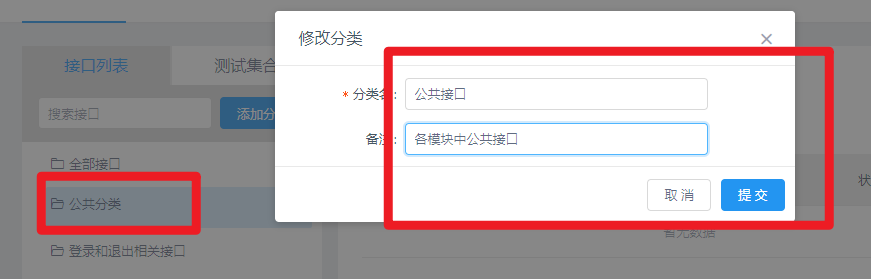 修改分类
接口列表
测试集合
* 分类名:
公共接口
搜索接口
添加分
备注:
各模块中公共接口
全部接口
公共分类
取 消
提 交
状
暂无数据
登录和退出相关接口